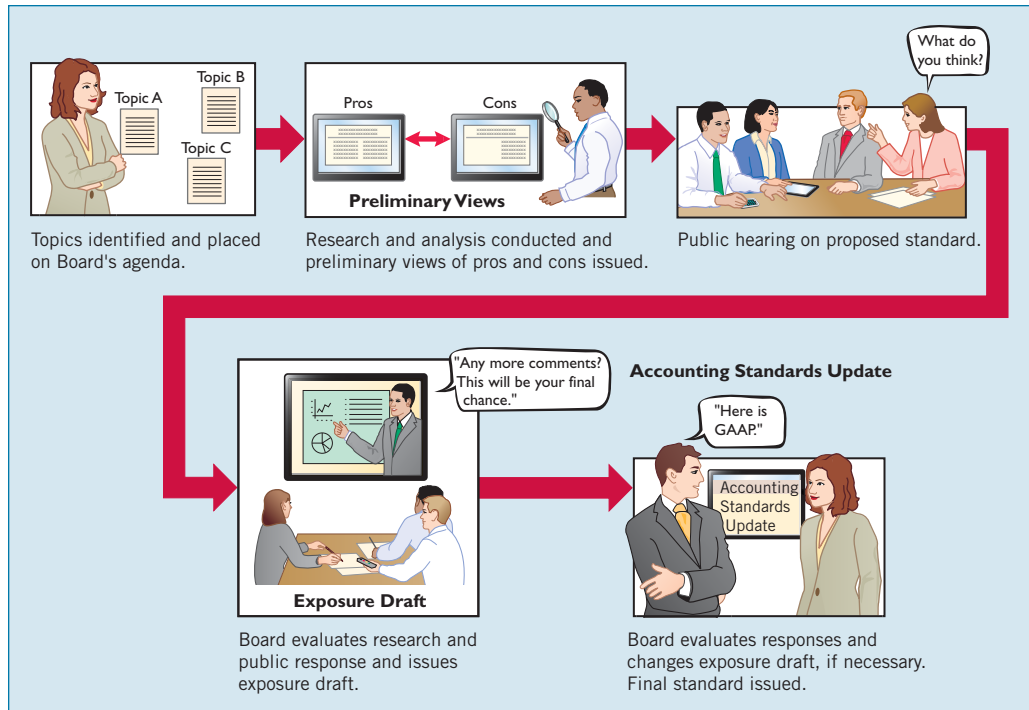 Topic A
Topic B
Topic C
Topics identified and placed
on Board's agenda.
Pros
Cons
Preliminary Views
Research and analysis conducted and
preliminary views of pros and cons issued.
What do
you think?
Public hearing on proposed standard.
"Any more comments?
This will be your final
chance."
Exposure Draft
Board evaluates research and
public response and issues
exposure draft.
Accounting Standards Update
"Here is
GAAP."
Accounting
Standards
Update
Board evaluates responses and
changes exposure draft, if necessary.
Final standard issued.